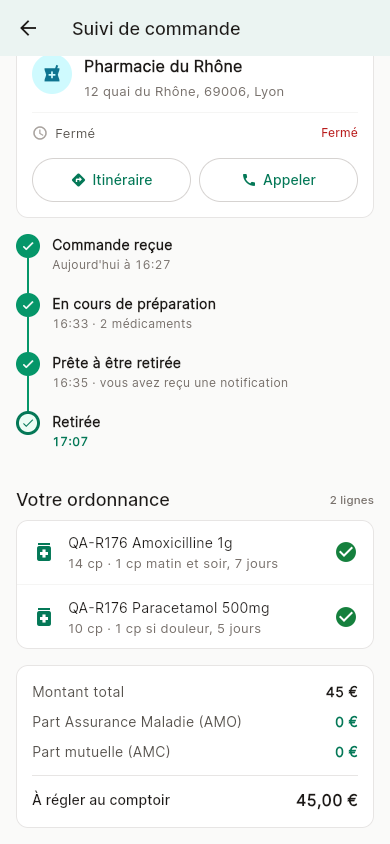 Suivi de commande
Pharmacie du Rhône
12 quai du Rhône, 69006, Lyon
Fermé
Fermé
Itinéraire
Appeler
Commande reçue
Aujourd'hui à 16:27
En cours de préparation
16:33 · 2 médicaments
Prête à être retirée
16:35 · vous avez reçu une notification
Retirée
17:07
Votre ordonnance
2 lignes
QA-R176 Amoxicilline 1g
14 cp · 1 cp matin et soir, 7 jours
QA-R176 Paracetamol 500mg
10 cp · 1 cp si douleur, 5 jours
Montant total
45 €
Part Assurance Maladie (AMO)
0 €
Part mutuelle (AMC)
0 €
À régler au comptoir
45,00 €